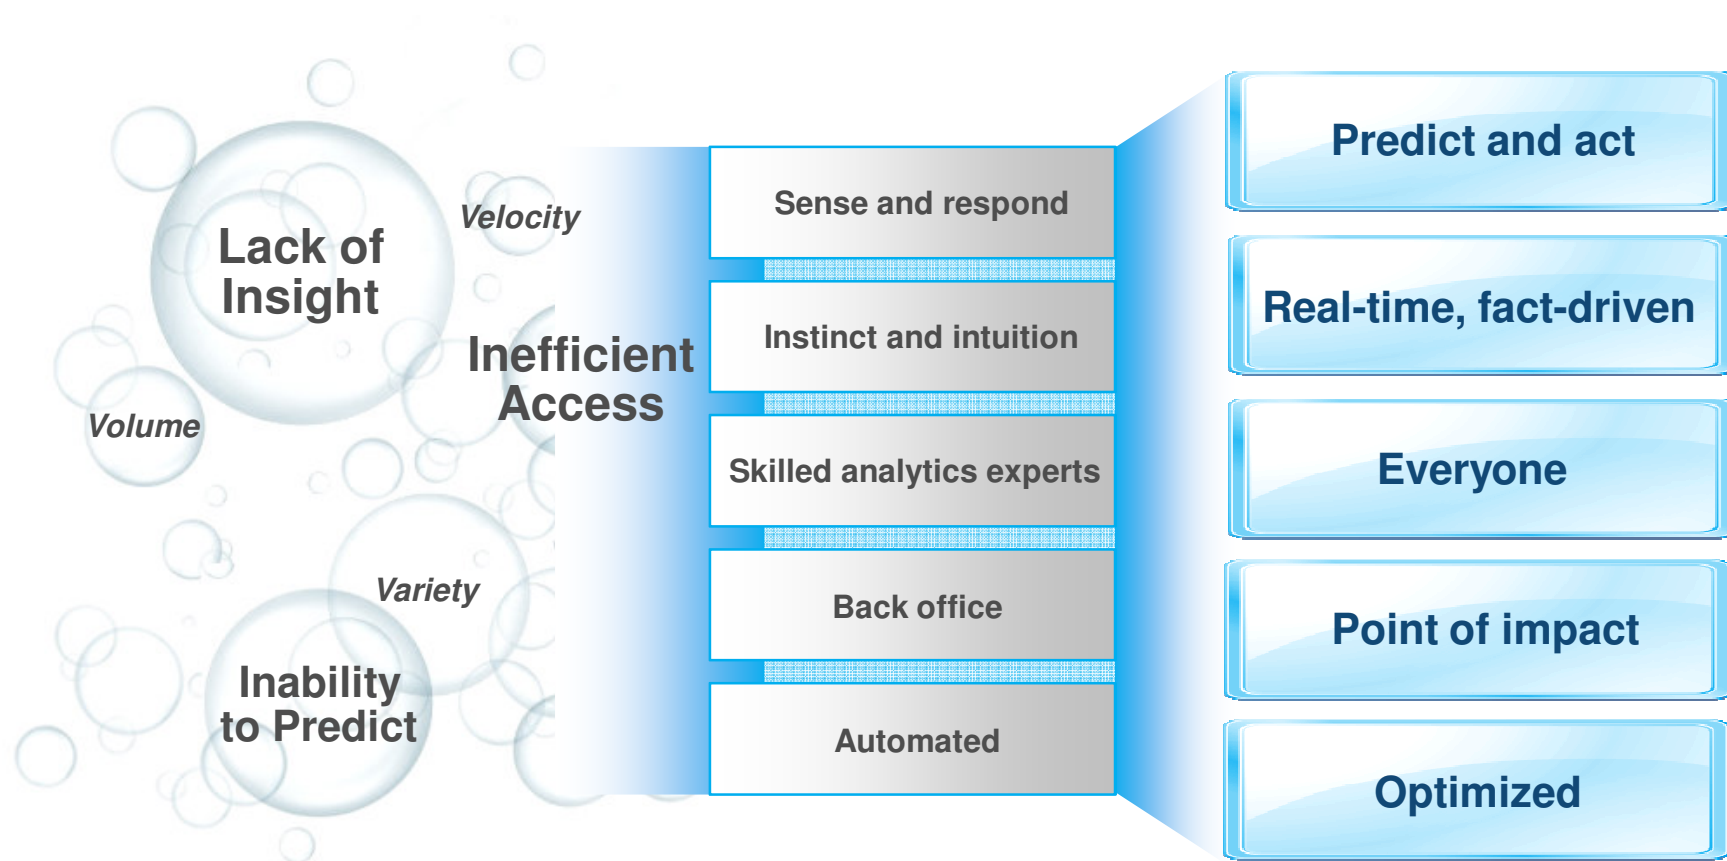 Lack of
Insight
Velocity
Inefficient
Access
Volume
Variety
Inability
to Predict
Sense and respond
Instinct and intuition
Skilled analytics experts
Back office
Automated
Predict and act
Real-time, fact-driven
Everyone
Point of impact
Optimized